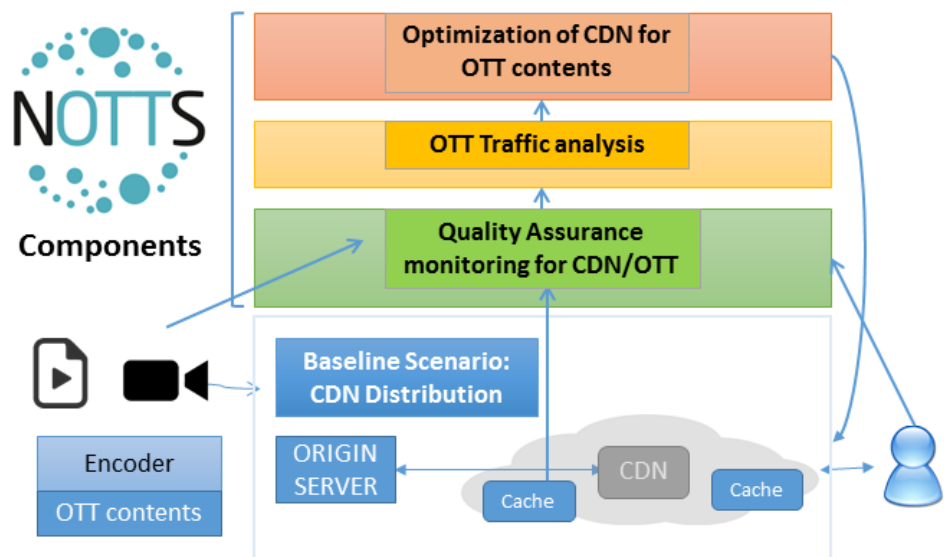 NOTTS
Components
Optimization of CDN for
OTT contents
OTT Traffic analysis
Quality Assurance
monitoring for CDN/OTT
Baseline Scenario:
CDN Distribution
Encoder
OTT contents
ORIGIN
SERVER
CDN
Cache
Cache